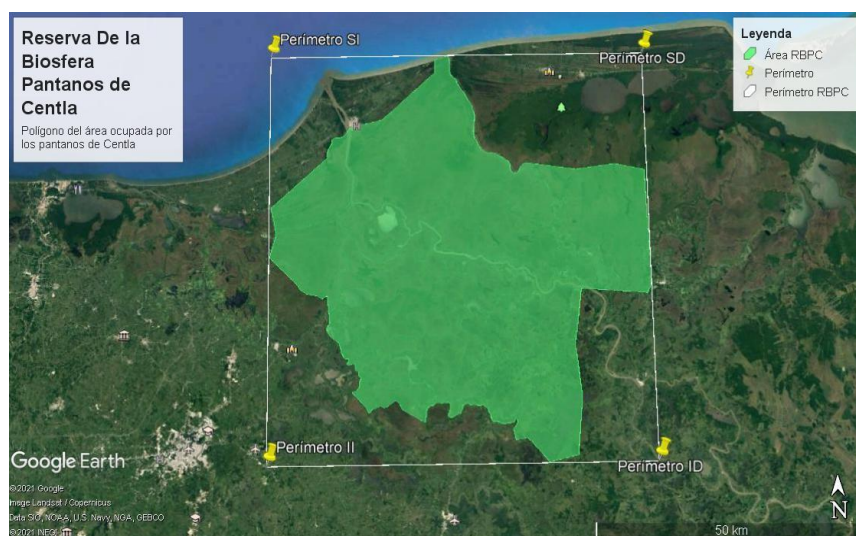 Reserva De la
Biosfera
Pantanos de
Centla
Polígono del área ocupada por
los pantanos de Centla
Perímetro SI
Perímetro SD
Leyenda
Área RBPC
Perímetro
Perímetro RBPC
Perímetro II
Perímetro ID
Google Earth
©2021 Google
Image Landsat / Copernicus
Data SIO, NOAA, U.S. Navy, NGA, GEBCO
©2021 INEGI
N
50 km